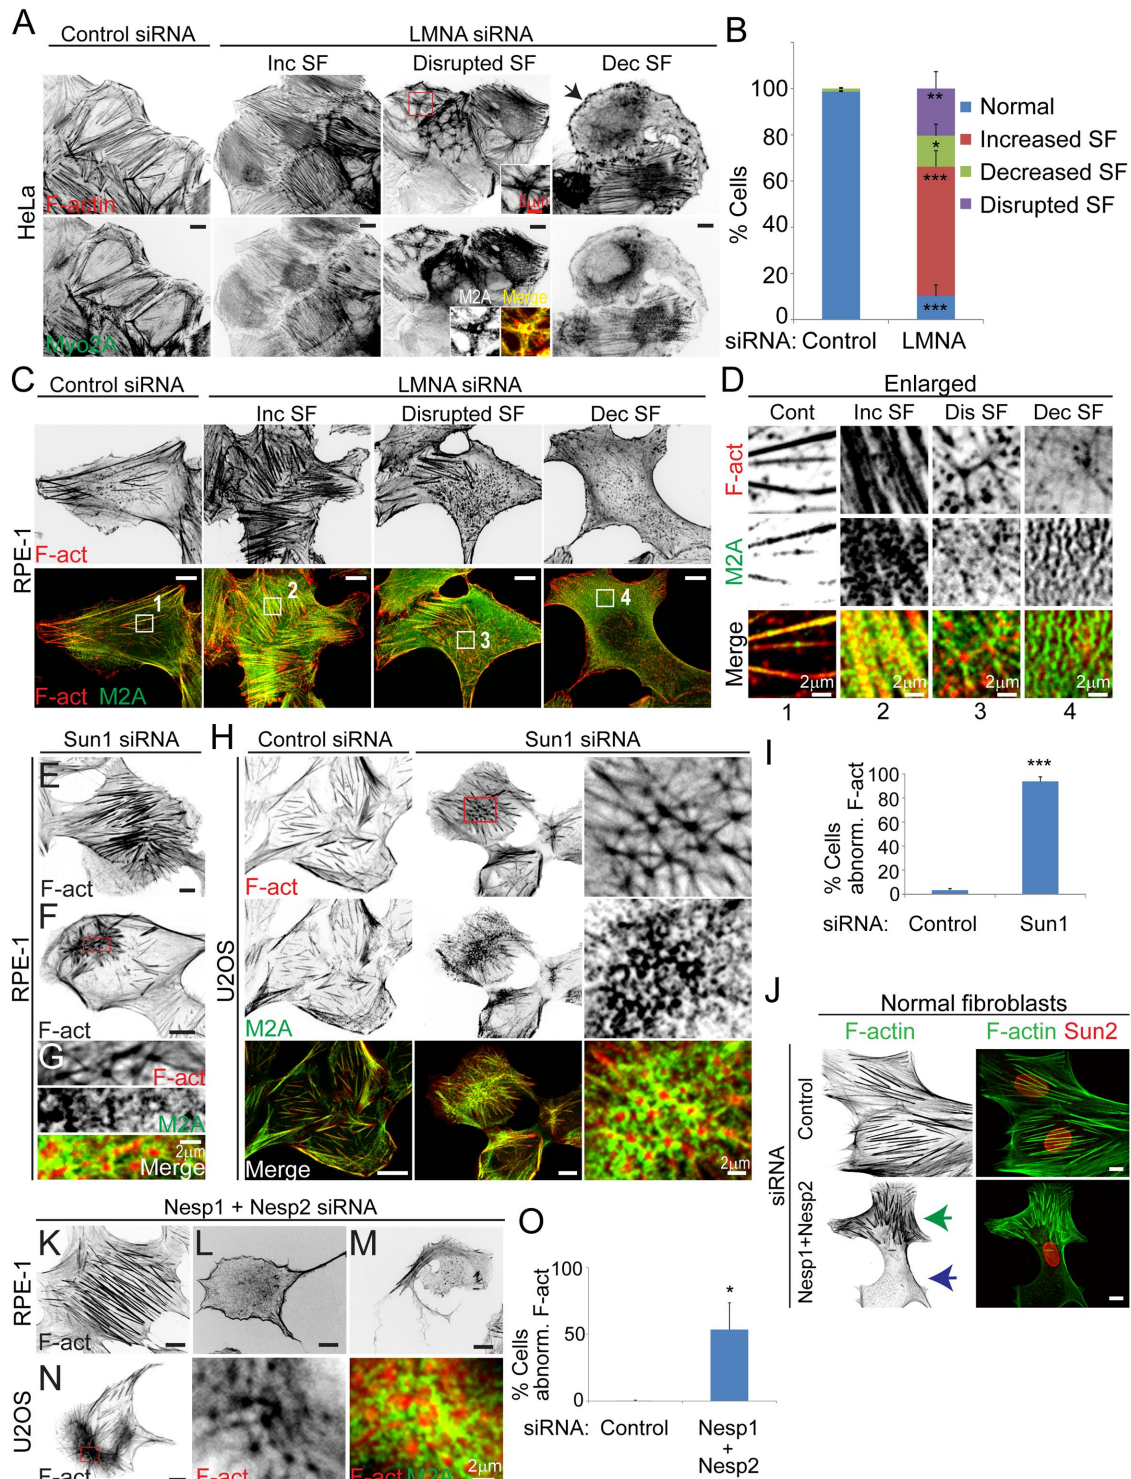 A
Control siRNA
LMNA siRNA
Inc SF
Disrupted SF
Dec SF
HeLa
F-actin
5μm
Myo2A
M2A
Merge
B
% Cells
100
80
60
40
20
0
**
*
***
***
siRNA: Control
LMNA
Normal
Increased SF
Decreased SF
Disrupted SF
C
Control siRNA
LMNA siRNA
Inc SF
Disrupted SF
Dec SF
RPE-1
F-act
1
2
3
4
F-act M2A
D
Enlarged
Cont
Inc SF
Dis SF
Dec SF
F-act
M2A
Merge
2μm
2μm
2μm
2μm
1
2
3
4
Sun1 siRNA
RPE-1
E
F-act
F
F-act
G
F-act
M2A
2μm
Merge
H
Control siRNA
Sun1 siRNA
U2OS
F-act
M2A
Merge
2μm
I
% Cells
abnorm. F-act
100
80
60
40
20
0
***
siRNA:
Control
Sun1
J
Normal fibroblasts
F-actin
F-actin Sun2
siRNA
Control
Nesp1+Nesp2
Nesp1 + Nesp2 siRNA
RPE-1
K
F-act
L
M
U2OS
N
F-act
F-act
F-act M2A
2μm
O
% Cells
abnorm. F-act
100
50
0
*
siRNA:
Control
Nesp1
+
Nesp2